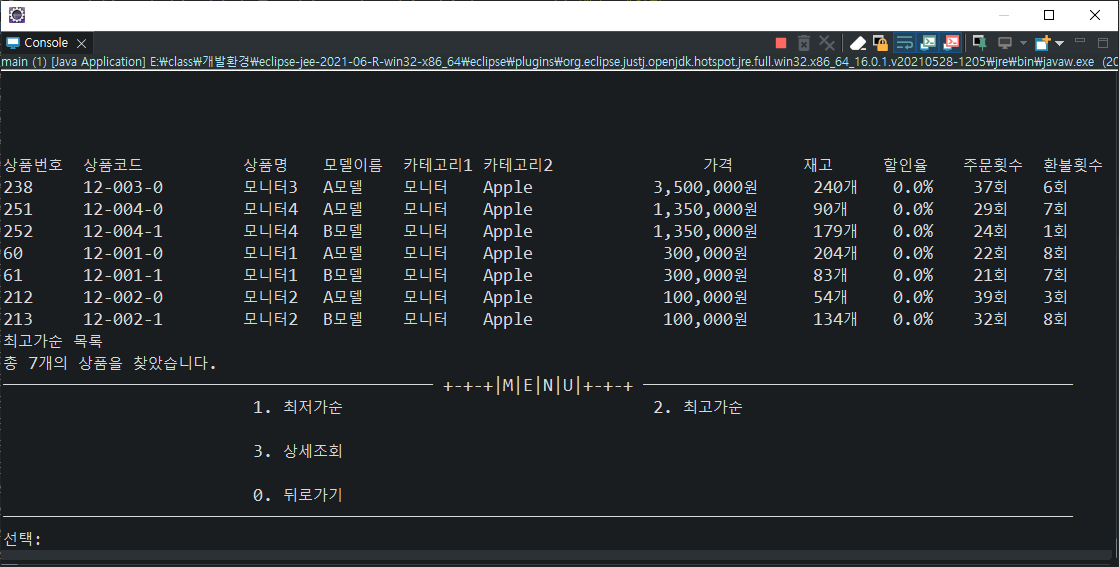 Console
main (1) [Java Application] E:₩class₩개발환경₩eclipse-jee-2021-06-R-win32-x86_64₩eclipse₩plugins₩org.eclipse.justj.openjdk.hotspot.jre.full.win32.x86_64_16.0.1.v20210528-1205₩jre₩bin₩javaw.exe (20
상품번호 상품코드 상품명 모델이름 카테고리1 카테고리2 가격 재고 할인율 주문횟수 환불횟수
238 12-003-0 모니터3 A모델 모니터 Apple 3,500,000원 240개 0.0% 37회 6회
251 12-004-0 모니터4 A모델 모니터 Apple 1,350,000원 90개 0.0% 29회 7회
252 12-004-1 모니터4 B모델 모니터 Apple 1,350,000원 179개 0.0% 24회 1회
60 12-001-0 모니터1 A모델 모니터 Apple 300,000원 204개 0.0% 22회 8회
61 12-001-1 모니터1 B모델 모니터 Apple 300,000원 83개 0.0% 21회 7회
212 12-002-0 모니터2 A모델 모니터 Apple 100,000원 54개 0.0% 39회 3회
213 12-002-1 모니터2 B모델 모니터 Apple 100,000원 134개 0.0% 32회 8회
최고가순 목록
총 7개의 상품을 찾았습니다.
+-+-+|M|E|N|U|+-+-+
1. 최저가순 2. 최고가순
3. 상세조회
0. 뒤로가기
선택: